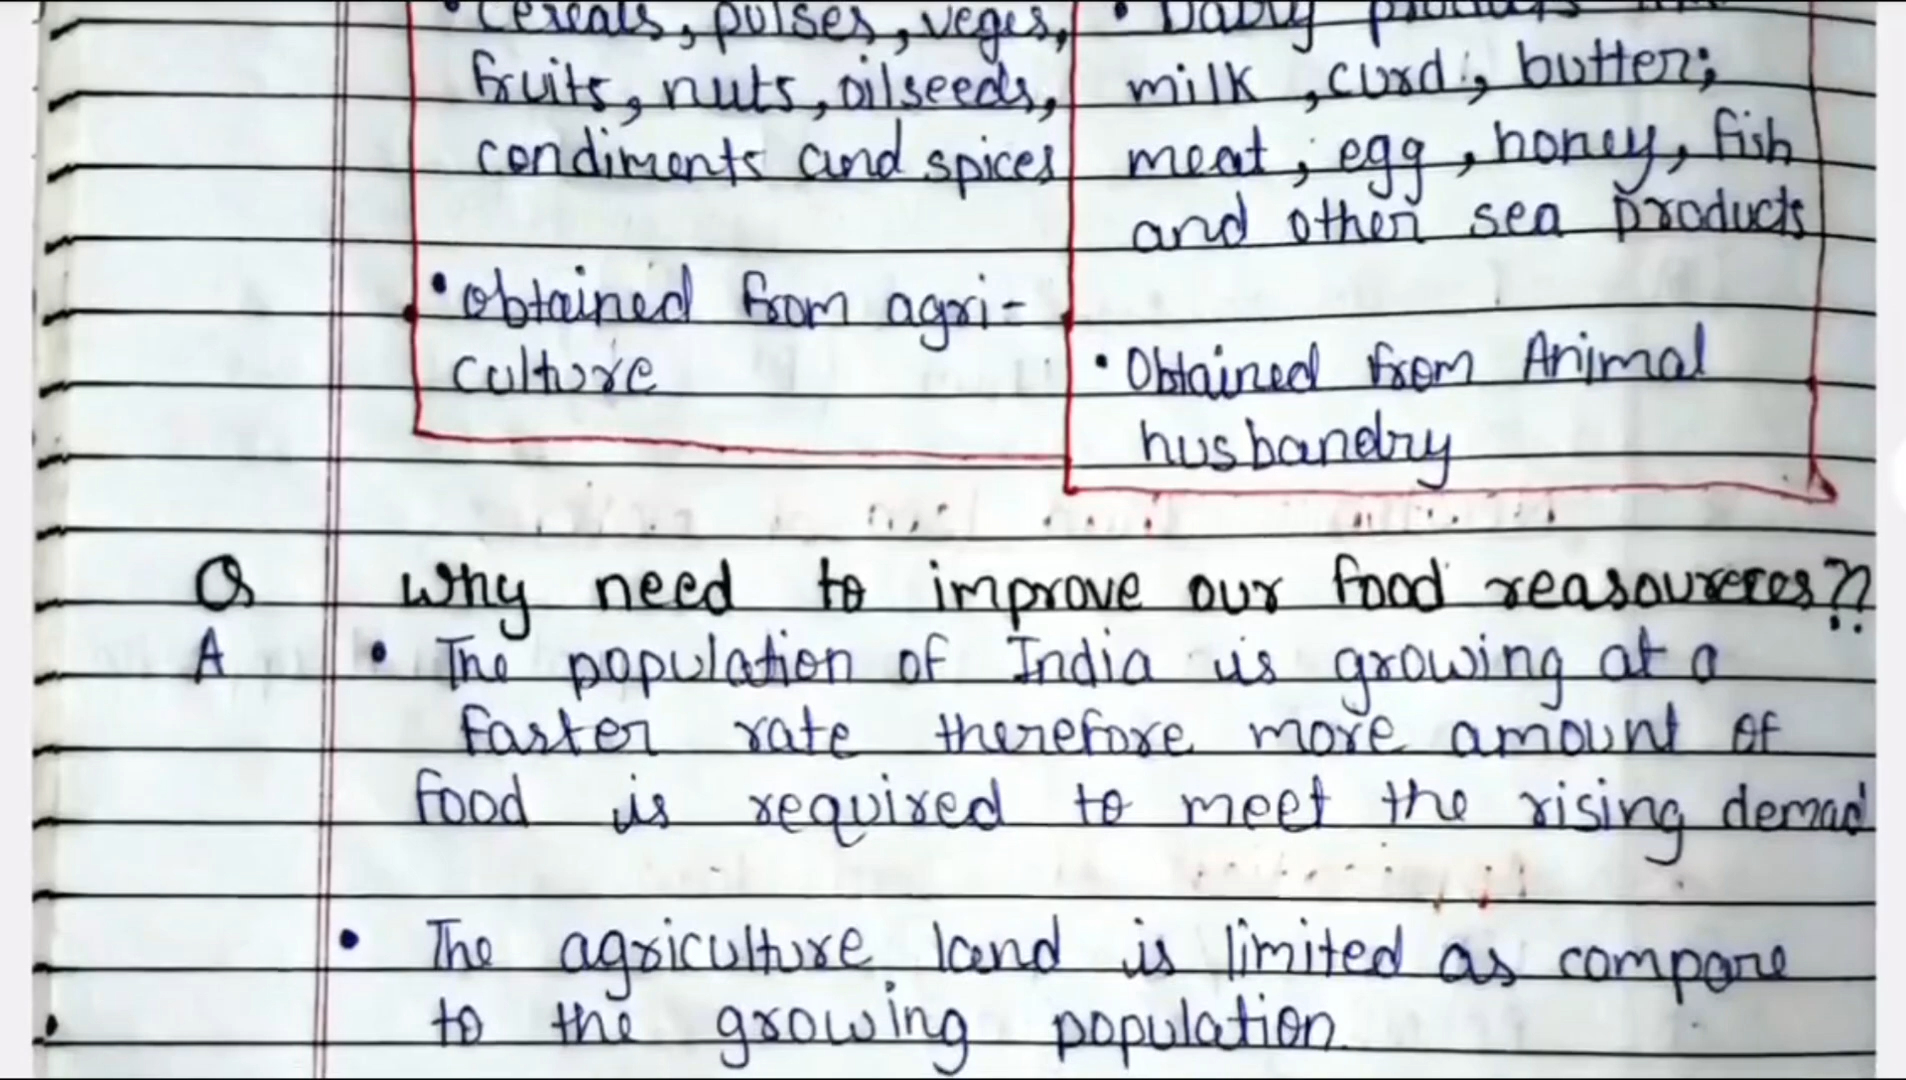 • Cereals, pulses, veges,
fruits, nuts, oilseeds,
condiments and spices
• obtained from agri-
culture
• Dairy products
milk, curd, butter;
meat, egg, honey, fish
and other sea products
• Obtained from Animal
husbandry
Q Why need to improve our food reasoureces??
A • The population of India is growing at a
faster rate therefore more amount of
food is required to meet the rising demad
• The agriculture land is limited as compare
to the growing population.